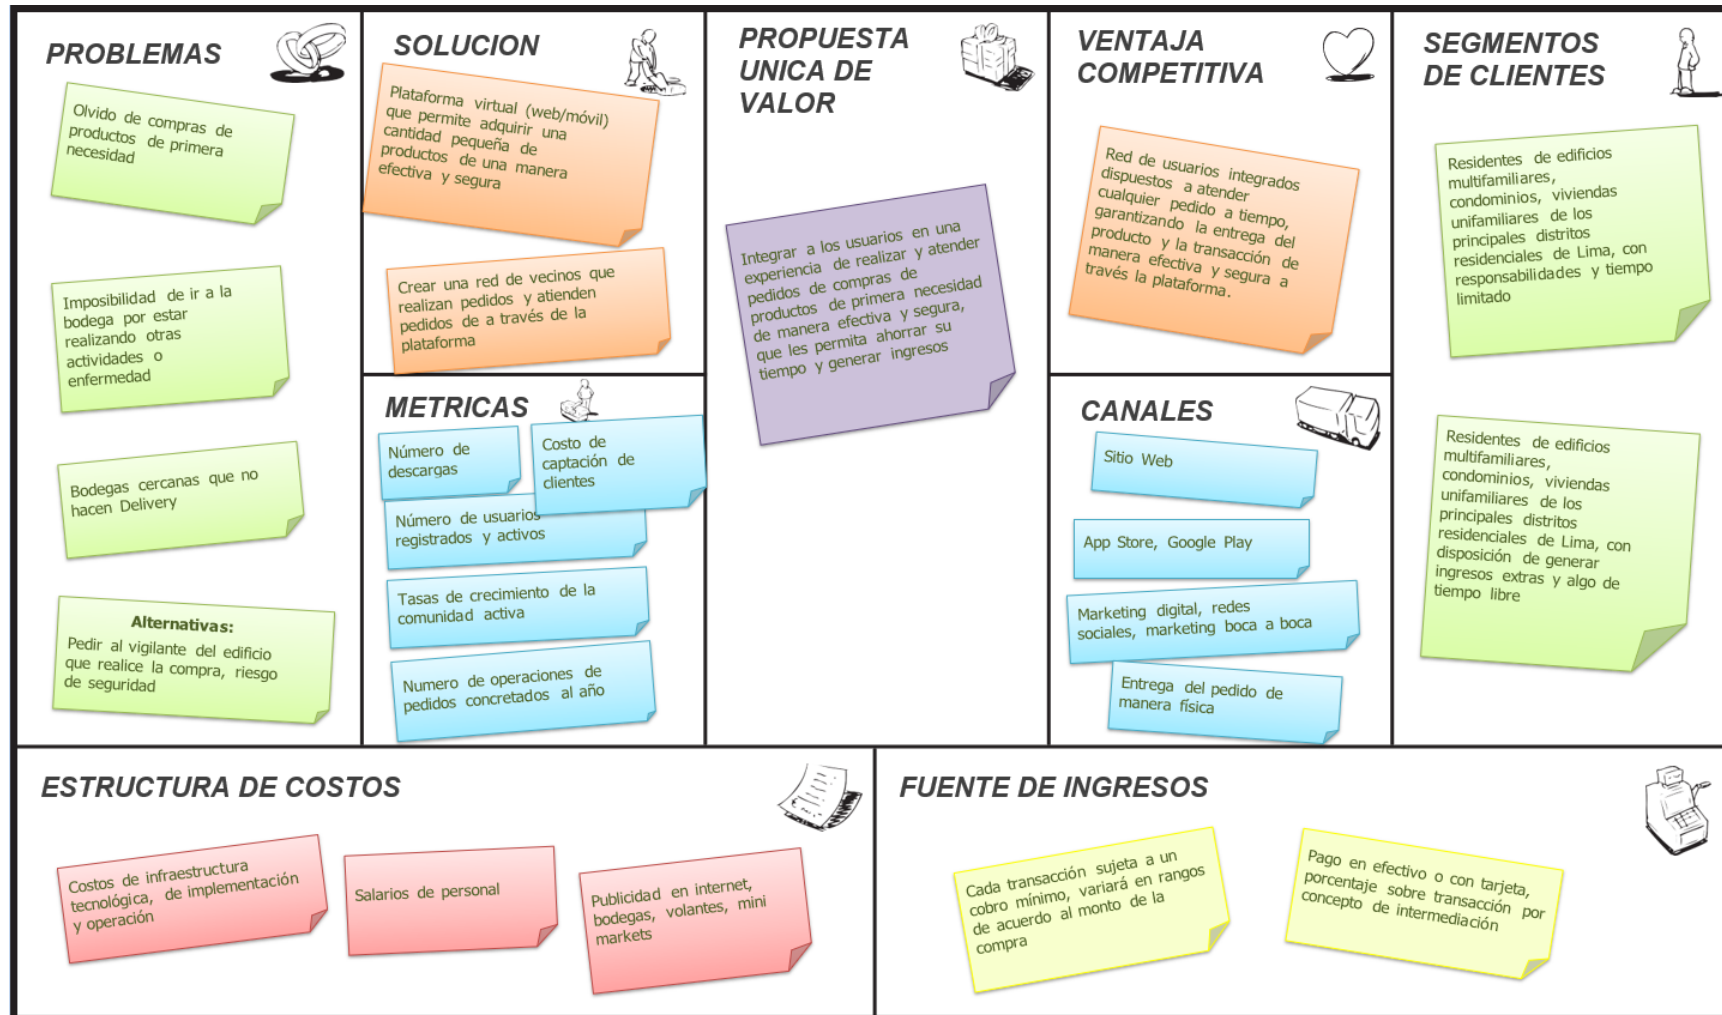 PROBLEMAS
Olvido de compras de
productos de primera
necesidad
Imposibilidad de ir a la
bodega por estar
realizando otras
actividades o
enfermedad
Bodegas cercanas que no
hacen Delivery
Alternativas:
Pedir al vigilante del edificio
que realice la compra, riesgo
de seguridad
SOLUCION
Plataforma virtual (web/móvil)
que permite adquirir una
cantidad pequeña de
productos de una manera
efectiva y segura
Crear una red de vecinos que
realizan pedidos y atienden
pedidos de a través de la
plataforma
METRICAS
Número de
descargas
Costo de
captación de
clientes
Número de usuarios
registrados y activos
Tasas de crecimiento de la
comunidad activa
Numero de operaciones de
pedidos concretados al año
PROPUESTA
UNICA DE
VALOR
Integrar a los usuarios en una
experiencia de realizar y atender
pedidos de compras de
productos de primera necesidad
de manera efectiva y segura,
que les permita ahorrar su
tiempo y generar ingresos
VENTAJA
COMPETITIVA
Red de usuarios integrados
dispuestos a atender
cualquier pedido a tiempo,
garantizando la entrega del
producto y la transacción de
manera efectiva y segura a
través la plataforma.
CANALES
Sitio Web
App Store, Google Play
Marketing digital, redes
sociales, marketing boca a boca
Entrega del pedido de
manera física
SEGMENTOS
DE CLIENTES
Residentes de edificios
multifamiliares,
condominios, viviendas
unifamiliares de los
principales distritos
residenciales de Lima, con
responsabilidades y tiempo
limitado
Residentes de edificios
multifamiliares,
condominios, viviendas
unifamiliares de los
principales distritos
residenciales de Lima, con
disposición de generar
ingresos extras y algo de
tiempo libre
ESTRUCTURA DE COSTOS
Costos de infraestructura
tecnológica, de implementación
y operación
Salarios de personal
Publicidad en internet,
bodegas, volantes, mini
markets
FUENTE DE INGRESOS
Cada transacción sujeta a un
cobro mínimo, variará en rangos
de acuerdo al monto de la
compra
Pago en efectivo o con tarjeta,
porcentaje sobre transacción por
concepto de intermediación